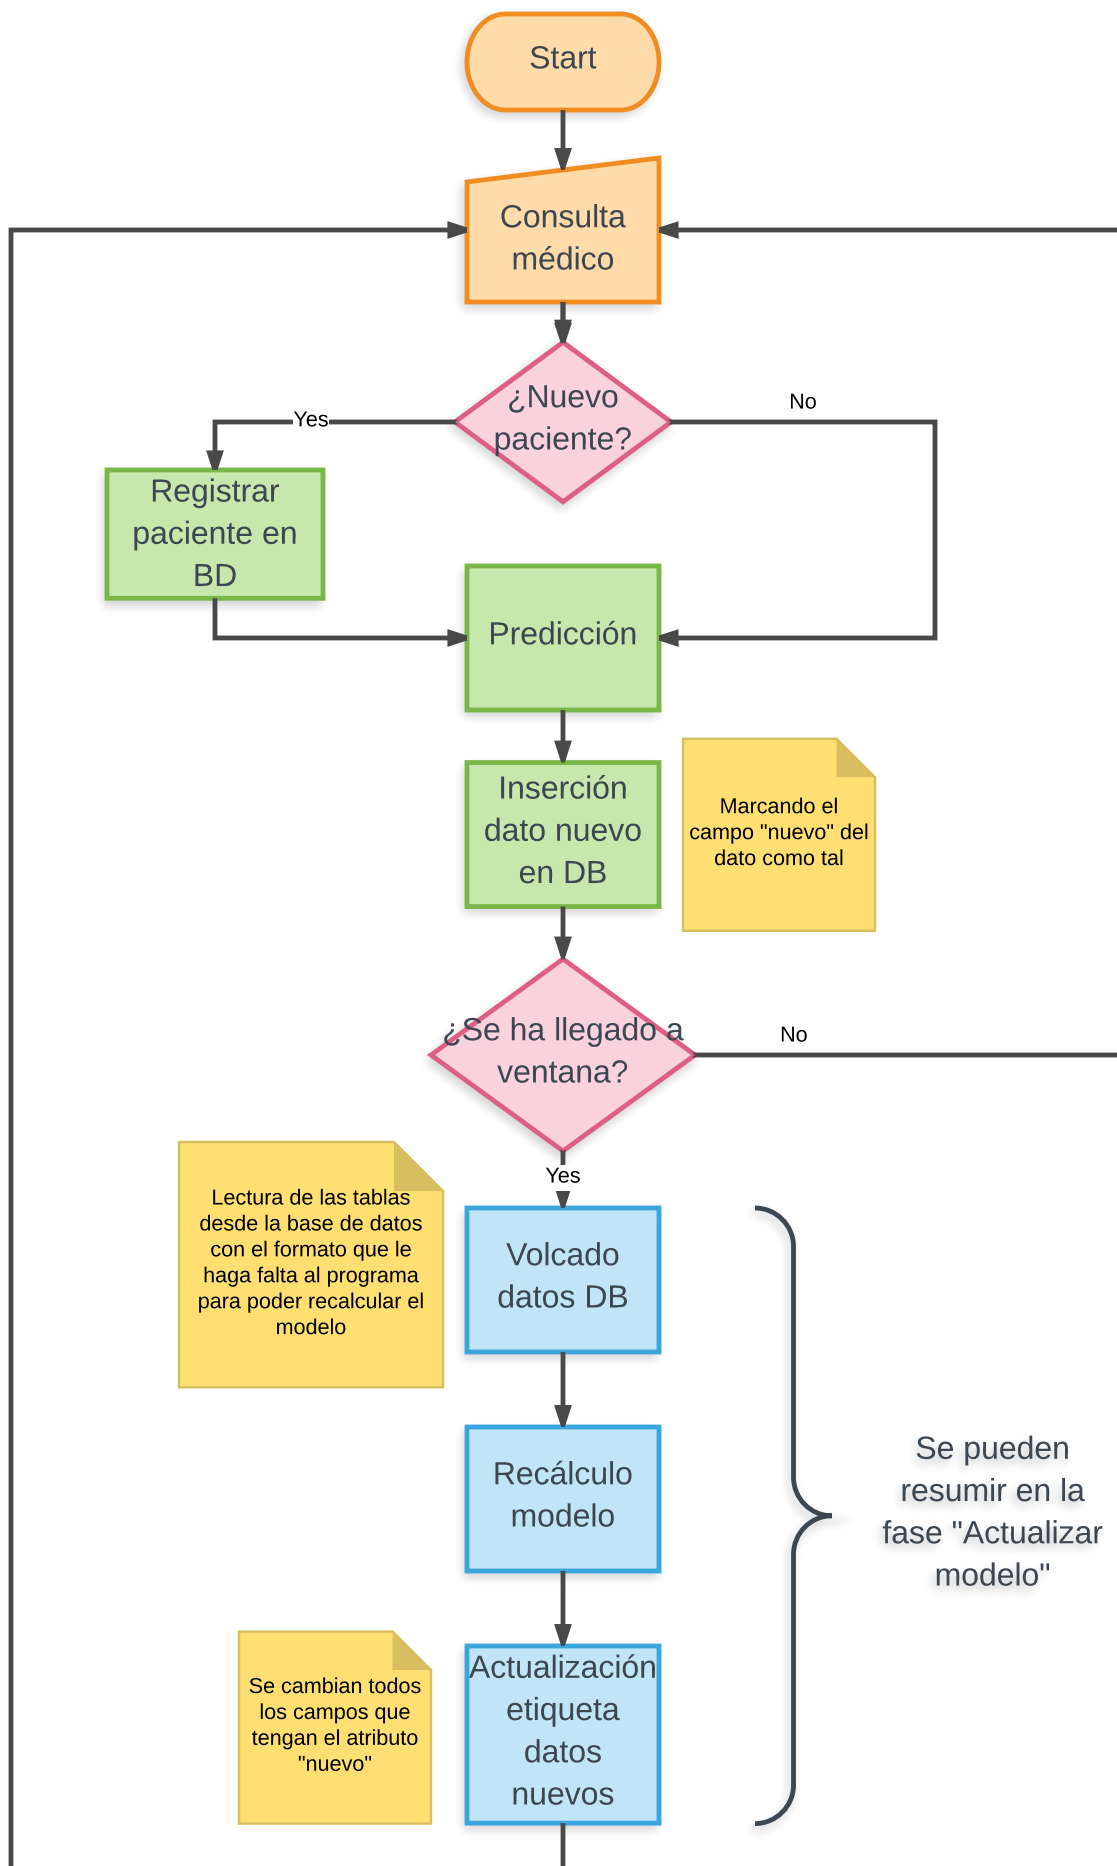 Start
Consulta
médico
¿Nuevo
paciente?
Yes
No
Registrar
paciente en
BD
Predicción
Inserción
dato nuevo
en DB
Marcando el
campo "nuevo" del
dato como tal
¿Se ha llegado a
ventana?
No
Yes
Lectura de las tablas
desde la base de datos
con el formato que le
haga falta al programa
para poder recalcular el
modelo
Volcado
datos DB
Recálculo
modelo
Se pueden
resumir en la
fase "Actualizar
modelo"
Se cambian todos
los campos que
tengan el atributo
"nuevo"
Actualización
etiqueta
datos
nuevos